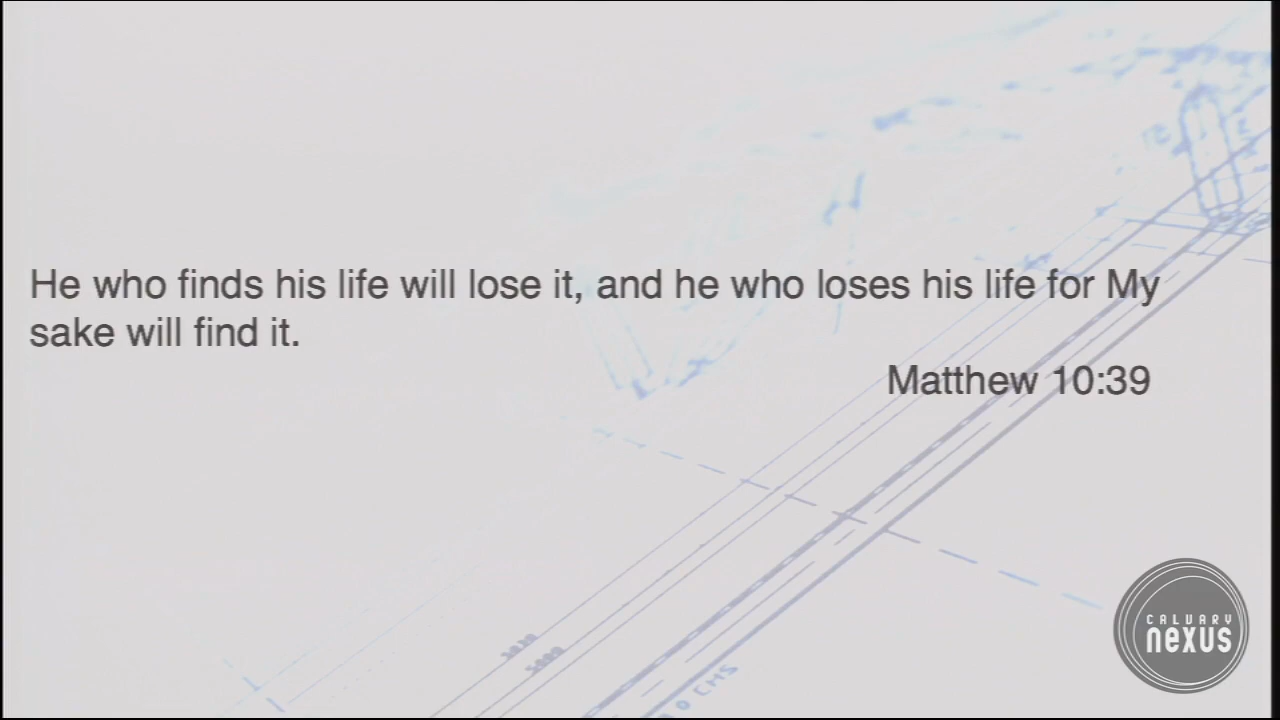 He who finds his life will lose it, and he who loses his life for My
sake will find it.
Matthew 10:39
CALVARY
nexus